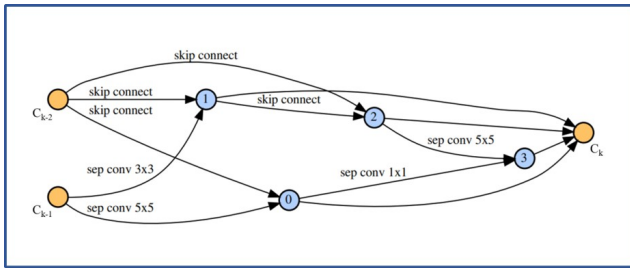 skip connect
skip connect
skip connect
C_{k-2}
1
skip connect
2
sep conv 5x5
C_k
3
sep conv 3x3
sep conv 1x1
C_{k-1}
sep conv 5x5
0